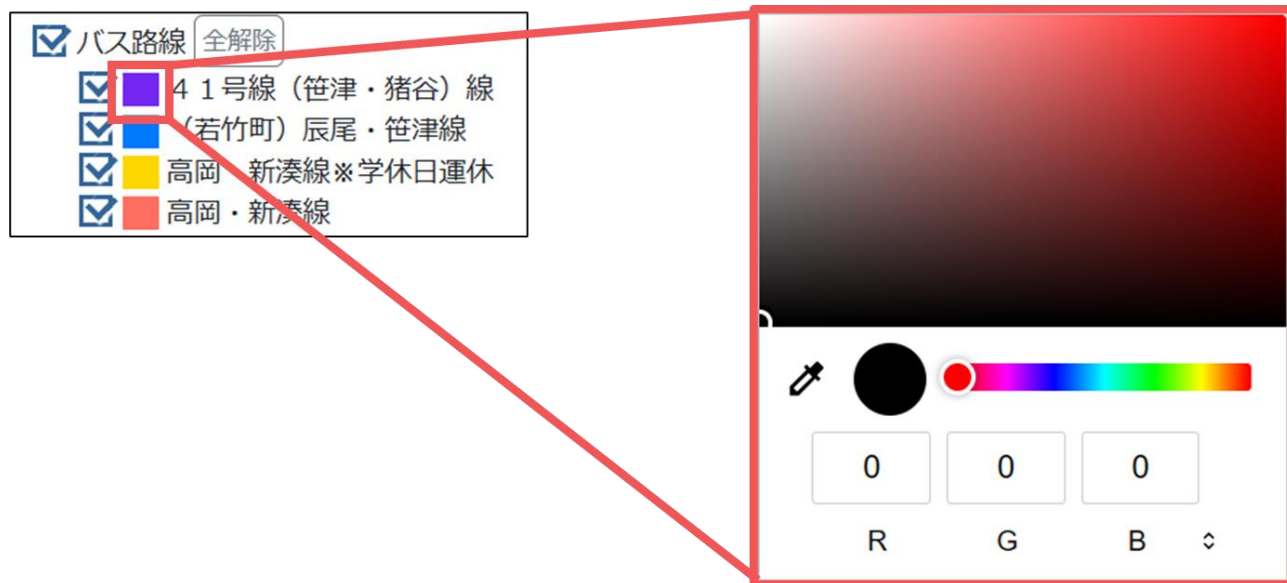 バス路線 全解除
４１号線（笹津・猪谷）線
（若竹町）辰尾・笹津線
高岡・新湊線※学休日運休
高岡・新湊線
0 0 0
R G B